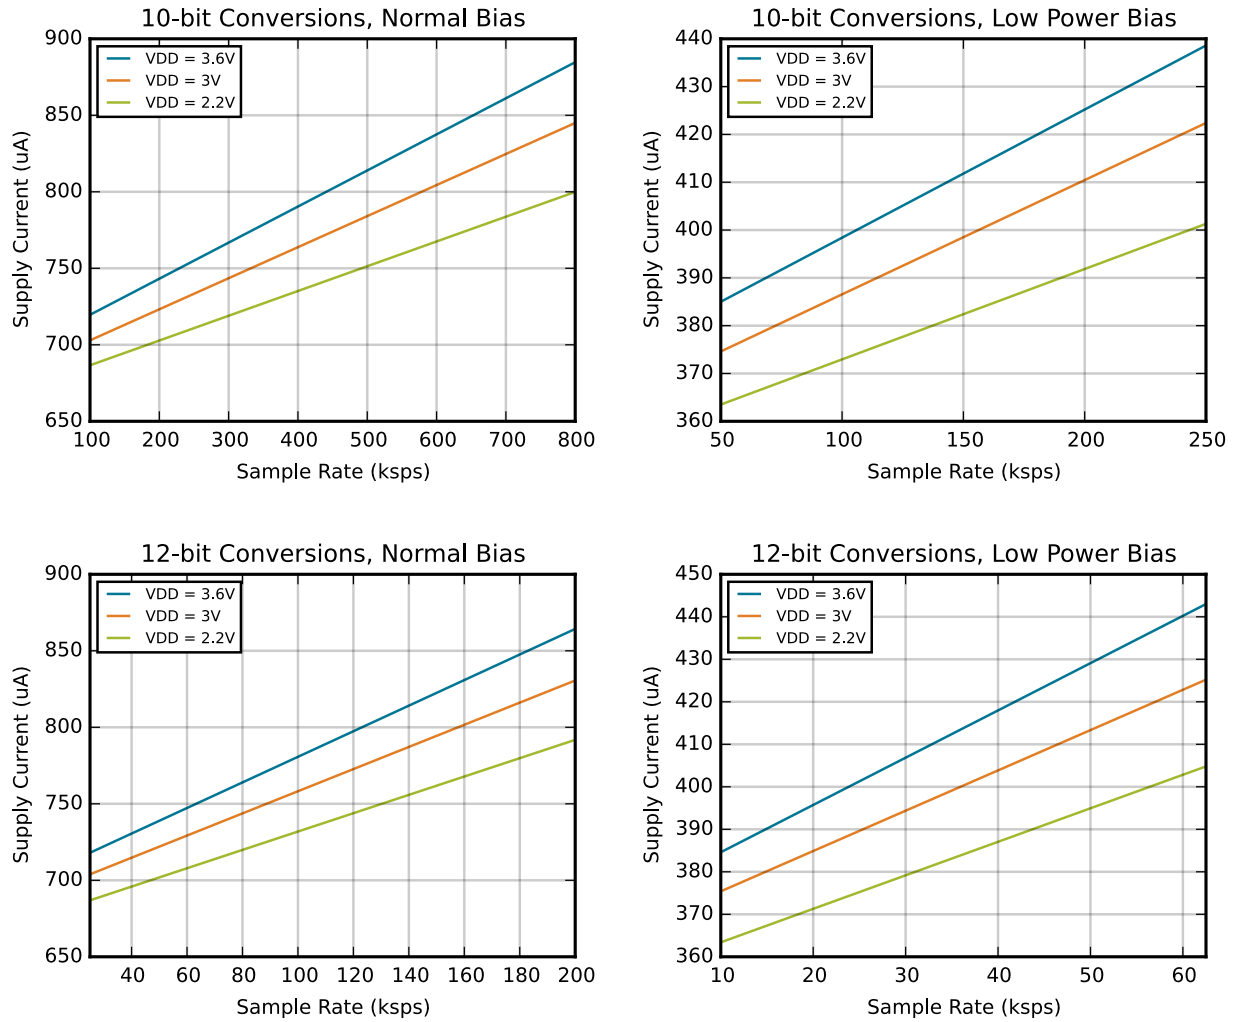 10-bit Conversions, Normal Bias
900
850
800
750
700
650
Supply Current (uA)
VDD = 3.6V
VDD = 3V
VDD = 2.2V
100 200 300 400 500 600 700 800
Sample Rate (ksps)
10-bit Conversions, Low Power Bias
440
430
420
410
400
390
380
370
360
Supply Current (uA)
VDD = 3.6V
VDD = 3V
VDD = 2.2V
50 100 150 200 250
Sample Rate (ksps)
12-bit Conversions, Normal Bias
900
850
800
750
700
650
Supply Current (uA)
VDD = 3.6V
VDD = 3V
VDD = 2.2V
40 60 80 100 120 140 160 180 200
Sample Rate (ksps)
12-bit Conversions, Low Power Bias
450
440
430
420
410
400
390
380
370
360
Supply Current (uA)
VDD = 3.6V
VDD = 3V
VDD = 2.2V
10 20 30 40 50 60
Sample Rate (ksps)